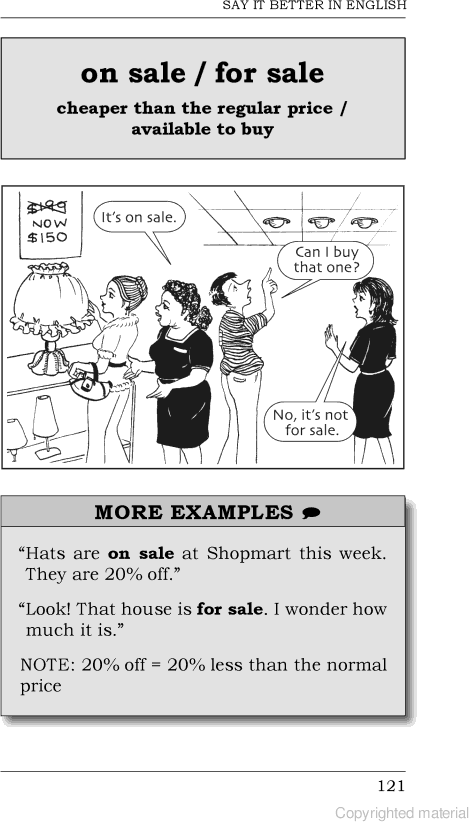 SAY IT BETTER IN ENGLISH
on sale / for sale
cheaper than the regular price /
available to buy
$199
NOW
$150
It's on sale.
Can I buy
that one?
No, it's not
for sale.
MORE EXAMPLES
“Hats are on sale at Shopmart this week.
They are 20% off.”
“Look! That house is for sale. I wonder how
much it is.”
NOTE: 20% off = 20% less than the normal
price
121
Copyrighted material